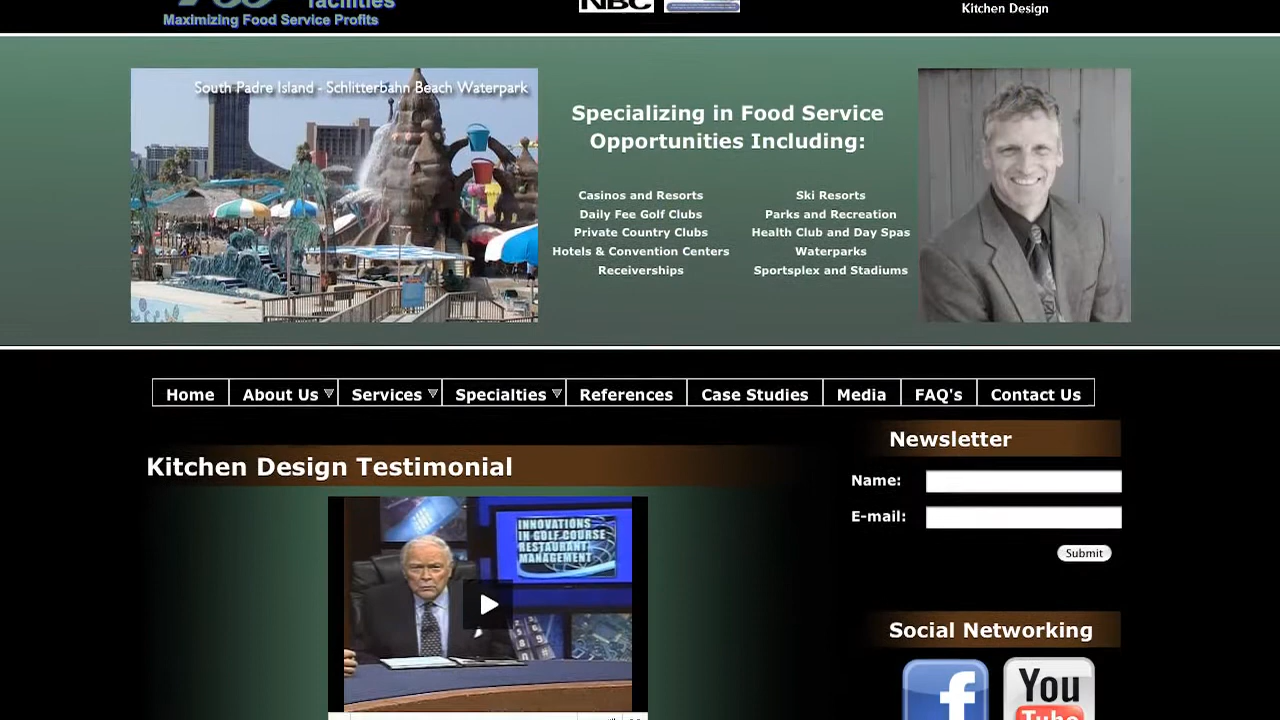 facilities
Maximizing Food Service Profits
NBC
Kitchen Design
South Padre Island - Schlitterbahn Beach Waterpark
Specializing in Food Service
Opportunities Including:
Casinos and Resorts
Daily Fee Golf Clubs
Private Country Clubs
Hotels & Convention Centers
Receiverships
Ski Resorts
Parks and Recreation
Health Club and Day Spas
Waterparks
Sportsplex and Stadiums
Home About Us Services Specialties References Case Studies Media FAQ's Contact Us
Kitchen Design Testimonial
INNOVATIONS
IN GOLF COURSE
RESTAURANT
MANAGEMENT
Newsletter
Name:
E-mail:
Submit
Social Networking
f
You
Tube